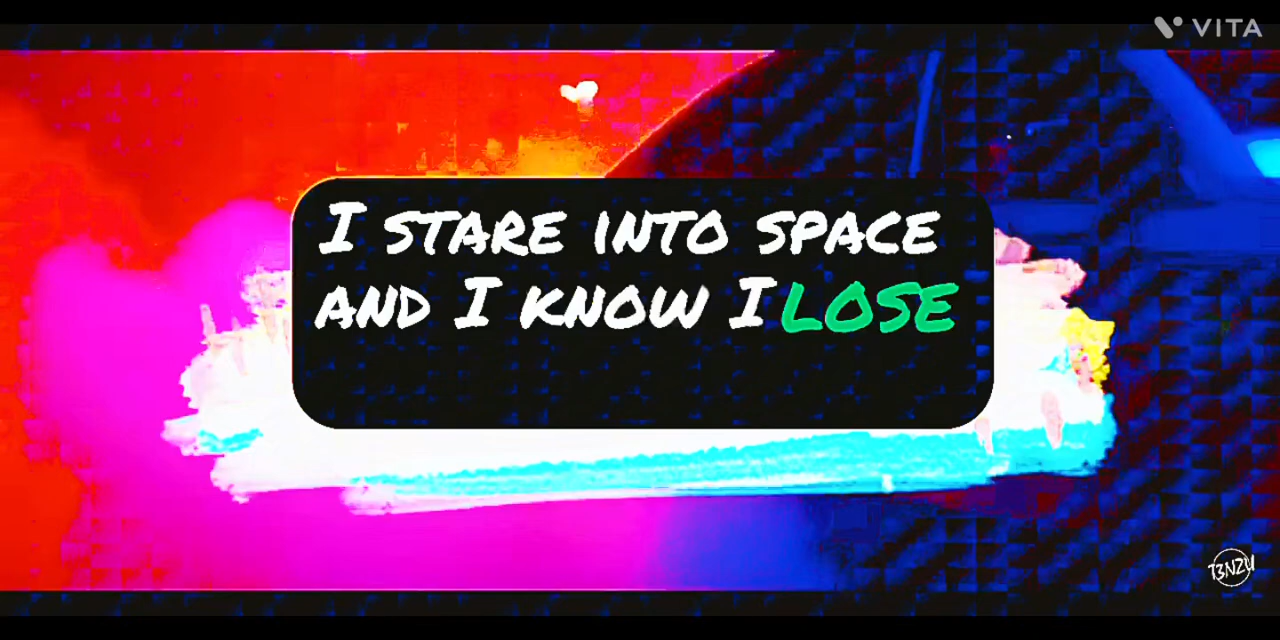 VITA
I STARE INTO SPACE
AND I KNOW I LOSE
T3NZU